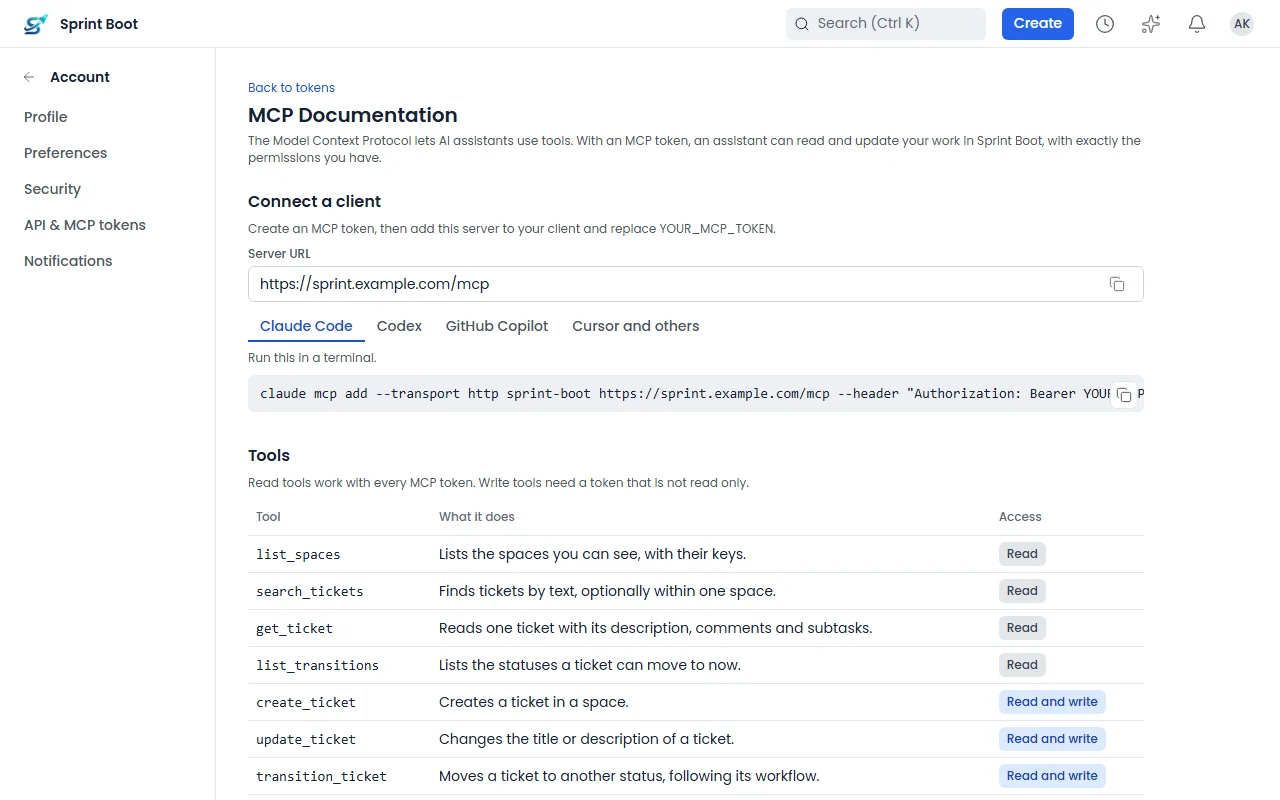 Sprint Boot
Search (Ctrl K)
Create
AK
Account
Profile
Preferences
Security
API & MCP tokens
Notifications
Back to tokens
MCP Documentation
The Model Context Protocol lets AI assistants use tools. With an MCP token, an assistant can read and update your work in Sprint Boot, with exactly the
permissions you have.
Connect a client
Create an MCP token, then add this server to your client and replace YOUR_MCP_TOKEN.
Server URL
https://sprint.example.com/mcp
Claude Code Codex GitHub Copilot Cursor and others
Run this in a terminal.
claude mcp add --transport http sprint-boot https://sprint.example.com/mcp --header "Authorization: Bearer
Tools
Read tools work with every MCP token. Write tools need a token that is not read only.
Tool What it does Access
list_spaces Lists the spaces you can see, with their keys. Read
search_tickets Finds tickets by text, optionally within one space. Read
get_ticket Reads one ticket with its description, comments and subtasks. Read
list_transitions Lists the statuses a ticket can move to now. Read
create_ticket Creates a ticket in a space. Read and write
update_ticket Changes the title or description of a ticket. Read and write
transition_ticket Moves a ticket to another status, following its workflow. Read and write